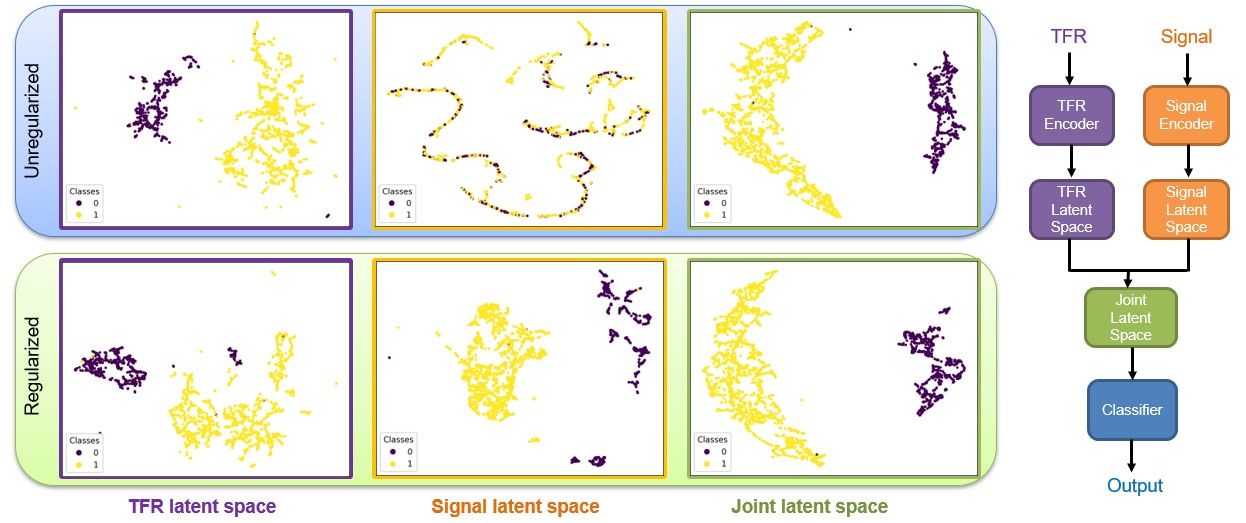 Unregularized
Classes
0
1
Classes
0
1
Classes
0
1
Regularized
Classes
0
1
Classes
0
1
Classes
0
1
TFR latent space
Signal latent space
Joint latent space
TFR
Signal
TFR
Encoder
Signal
Encoder
TFR
Latent
Space
Signal
Latent
Space
Joint
Latent
Space
Classifier
Output